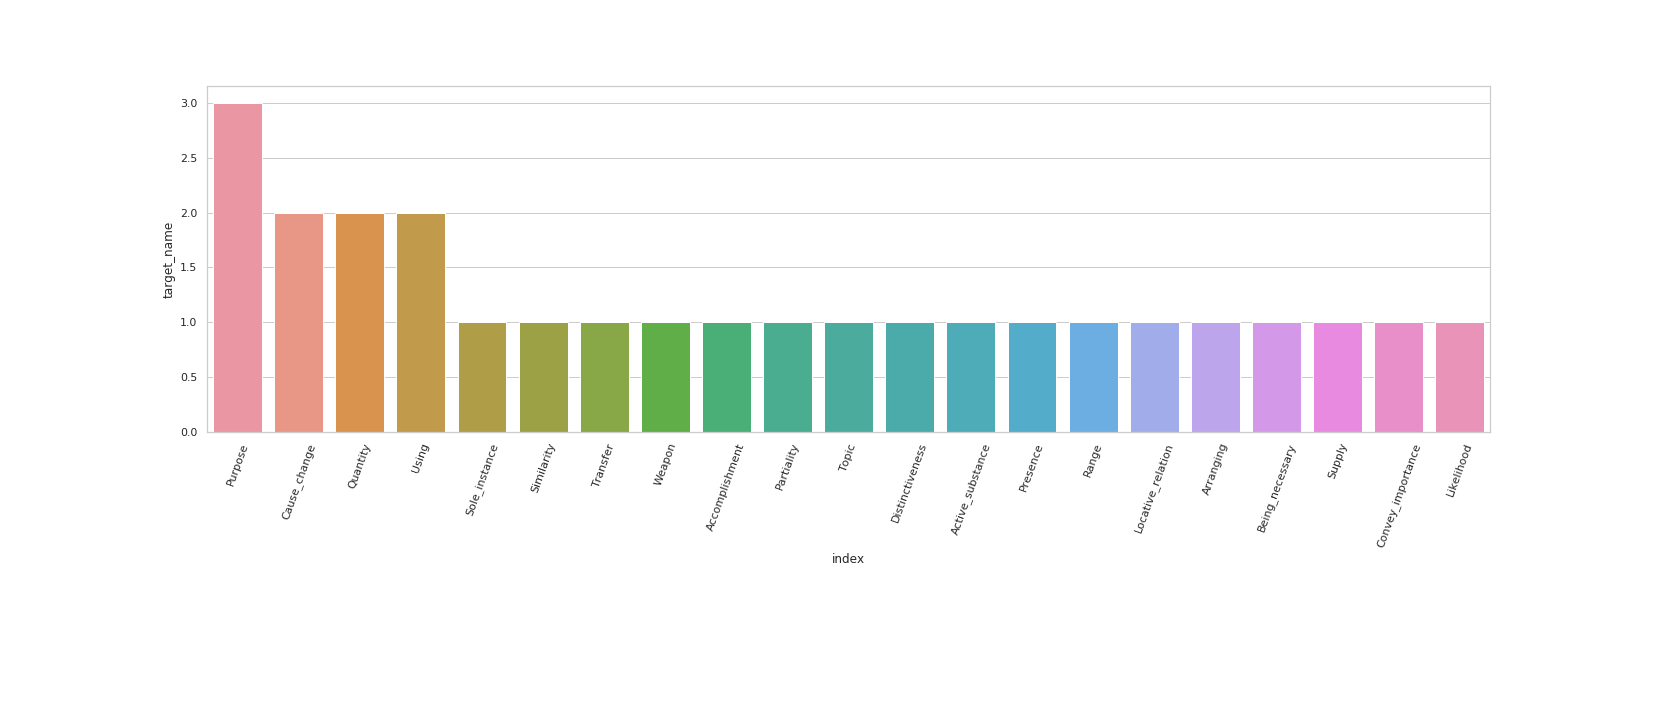 3.0
2.5
2.0
1.5
1.0
0.5
0.0
target_name
Purpose
Cause_change
Quantity
Using
Sole_instance
Similarity
Transfer
Weapon
Accomplishment
Partiality
Topic
Distinctiveness
Active_substance
Presence
Range
Locative_relation
Arranging
Being_necessary
Supply
Convey_importance
Likelihood
index